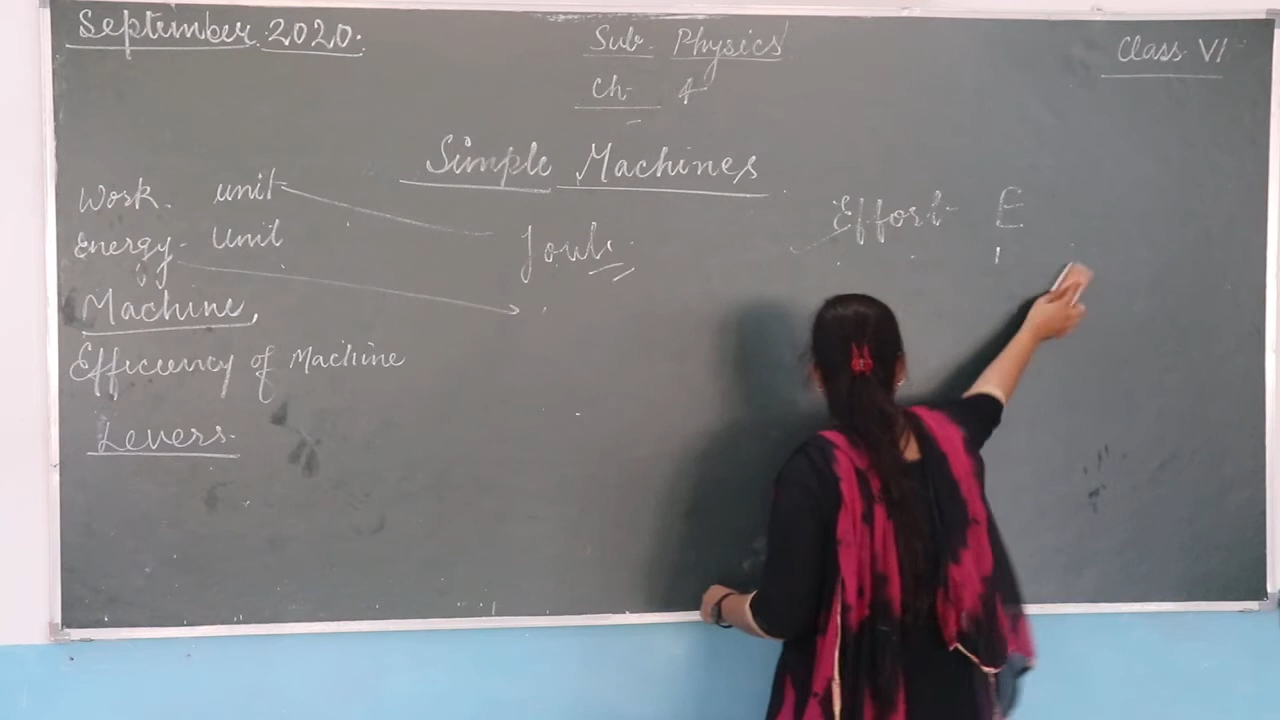 September 2020.
Sub. Physics
Class VI
Ch. 4
Simple Machines
Work. unit
Effort - E
Energy. Unit
Joule
Machine,
Efficiency of Machine
Levers.